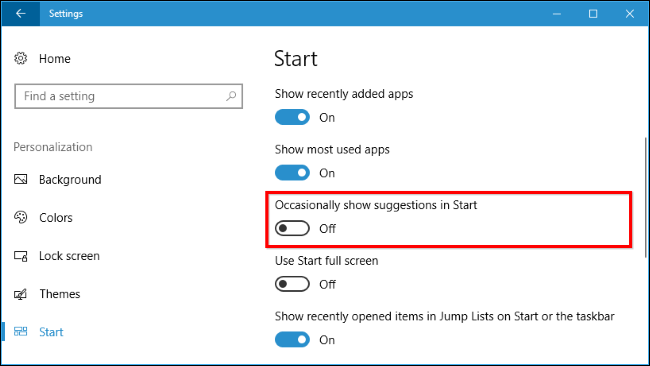 Settings
Home
Find a setting
Personalization
Background
Colors
Lock screen
Themes
Start
Start
Show recently added apps
On
Show most used apps
On
Occasionally show suggestions in Start
Off
Use Start full screen
Off
Show recently opened items in Jump Lists on Start or the taskbar
On